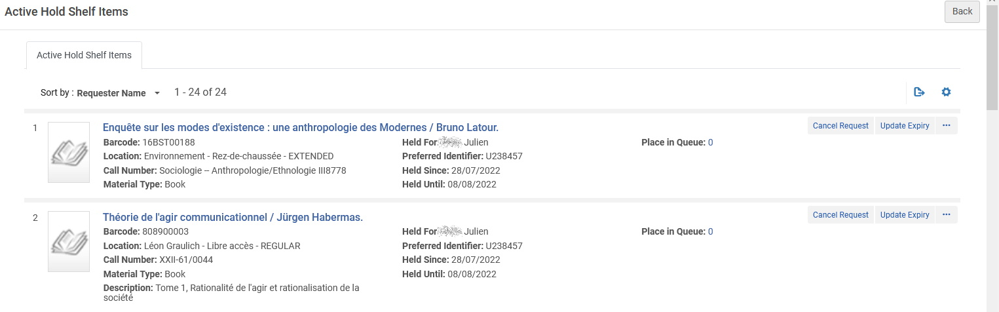 Active Hold Shelf Items
Back
Active Hold Shelf Items
Sort by : Requester Name 1 - 24 of 24
1
Enquête sur les modes d'existence : une anthropologie des Modernes / Bruno Latour.
Cancel Request Update Expiry ...
Barcode: 16BST00188
Location: Environnement - Rez-de-chaussée - EXTENDED
Call Number: Sociologie -- Anthropologie/Ethnologie III8778
Material Type: Book
Held For Julien
Preferred Identifier: U238457
Held Since: 28/07/2022
Held Until: 08/08/2022
Place in Queue: 0
2
Théorie de l'agir communicationnel / Jürgen Habermas.
Cancel Request Update Expiry ...
Barcode: 808900003
Location: Léon Graulich - Libre accès - REGULAR
Call Number: XXII-61/0044
Material Type: Book
Description: Tome 1, Rationalité de l'agir et rationalisation de la
société
Held For Julien
Preferred Identifier: U238457
Held Since: 28/07/2022
Held Until: 08/08/2022
Place in Queue: 0